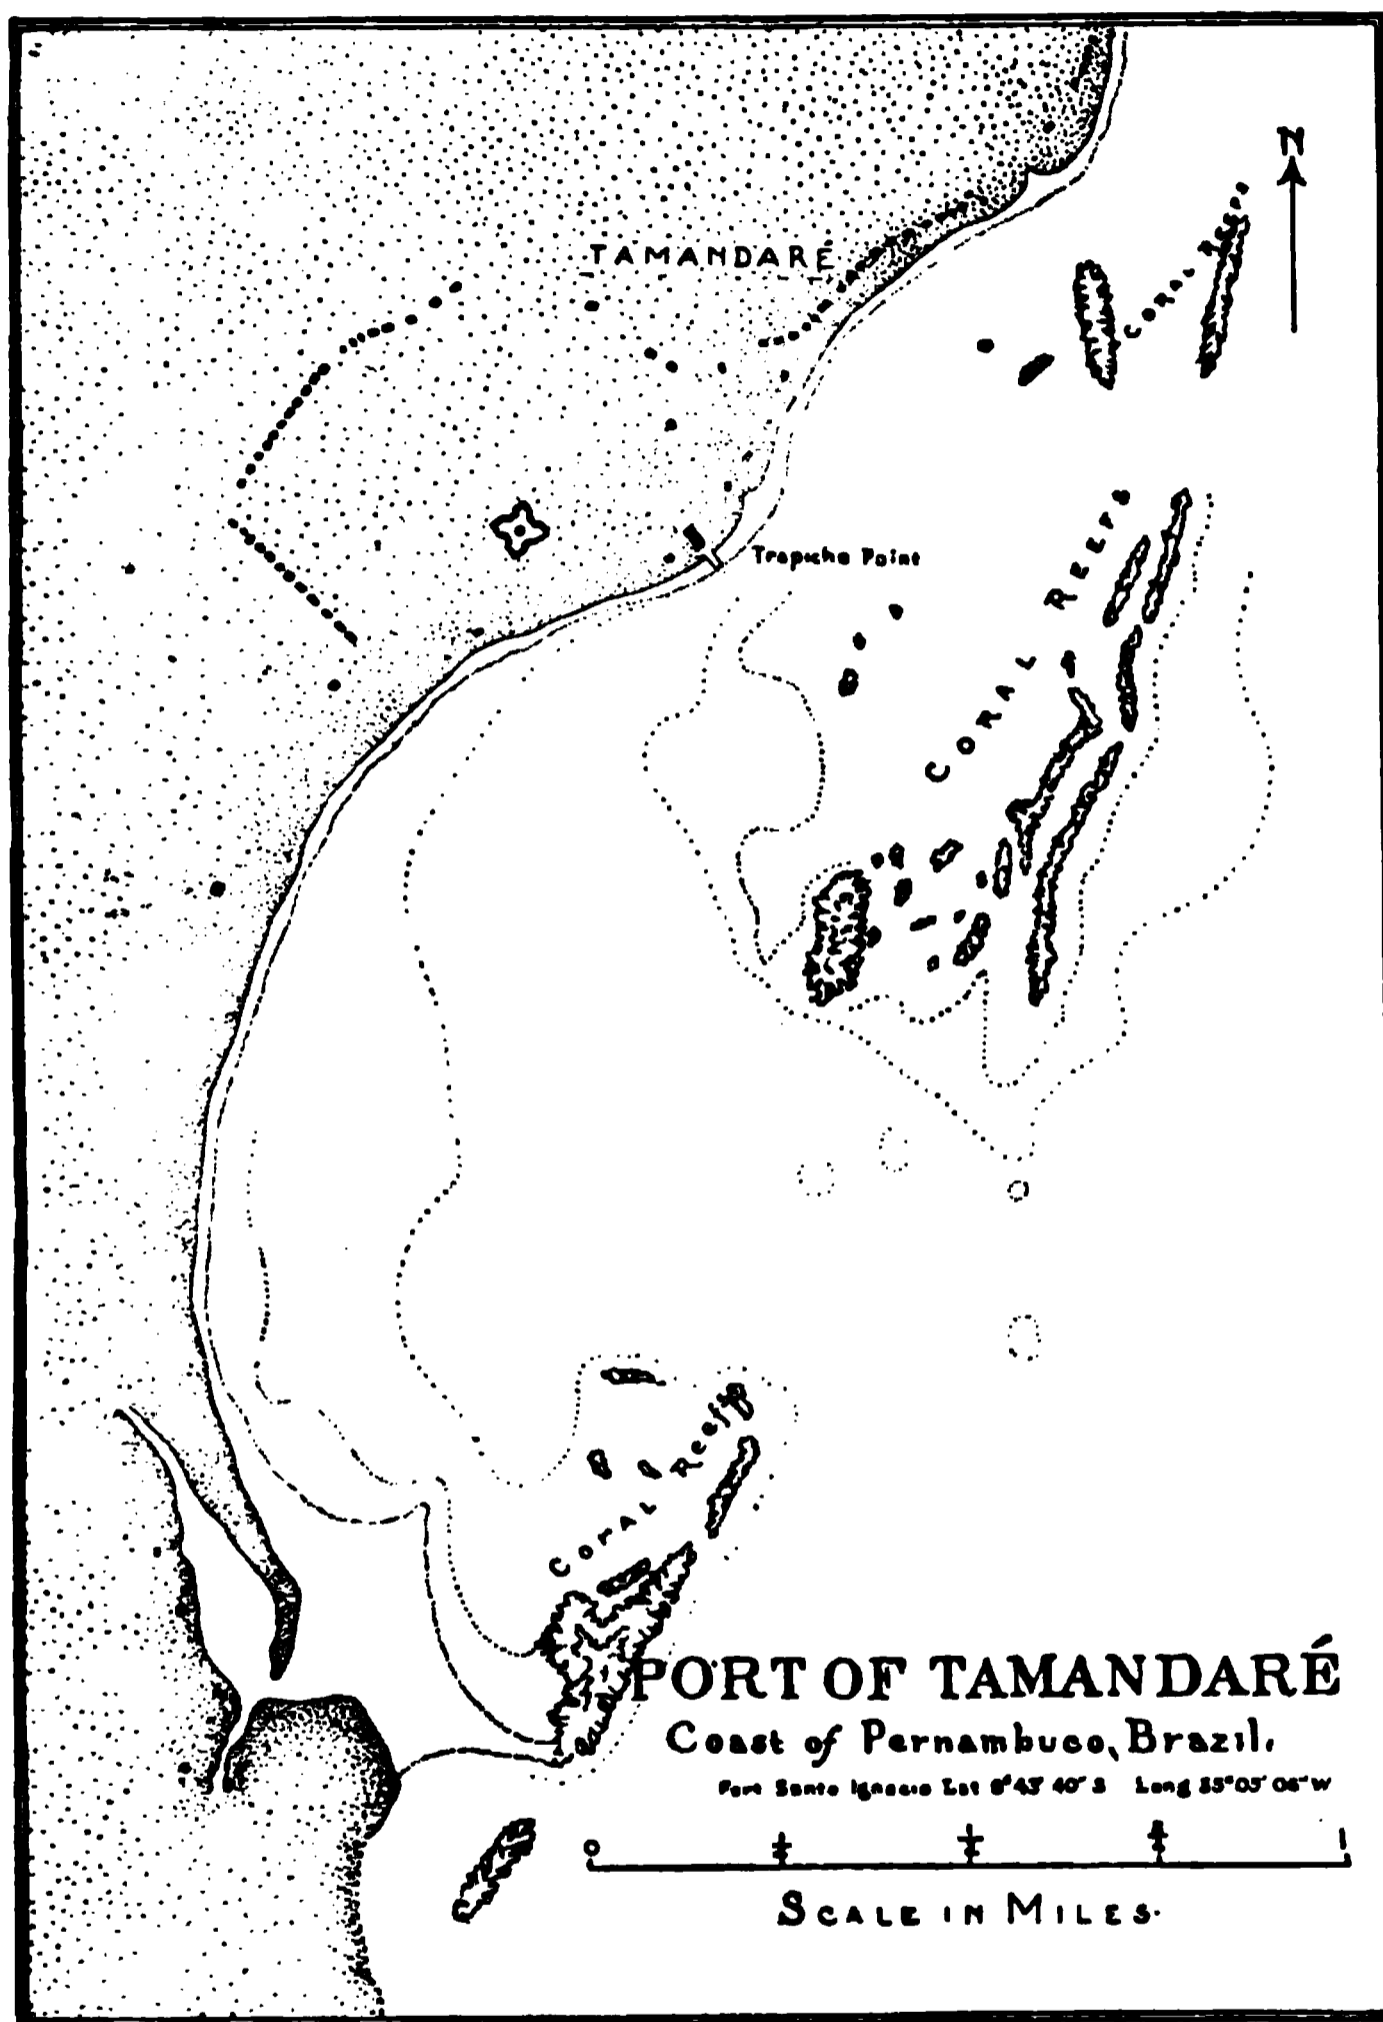 N
TAMANDARÉ
CORAL REEFS
Trapiche Point
CORAL REEFS
CORAL Reefs
PORT OF TAMANDARÉ
Coast of Pernambuco, Brazil.
Fort Santo Ignacio Lat 8° 43' 40" S Long 35° 05' 06" W
0 1
SCALE IN MILES.